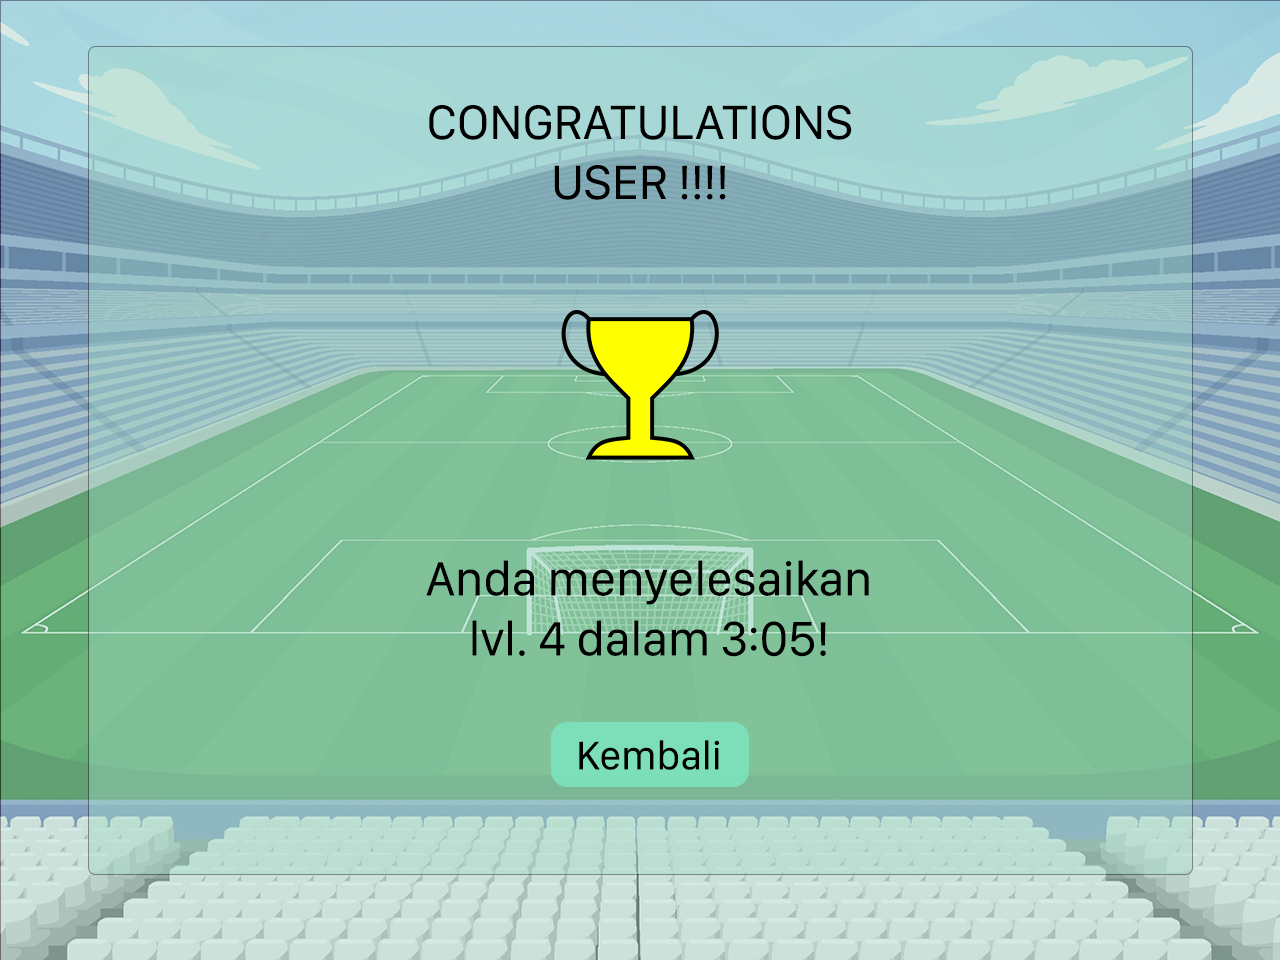 CONGRATULATIONS
USER !!!!
Anda menyelesaikan
lvl. 4 dalam 3:05!
Kembali